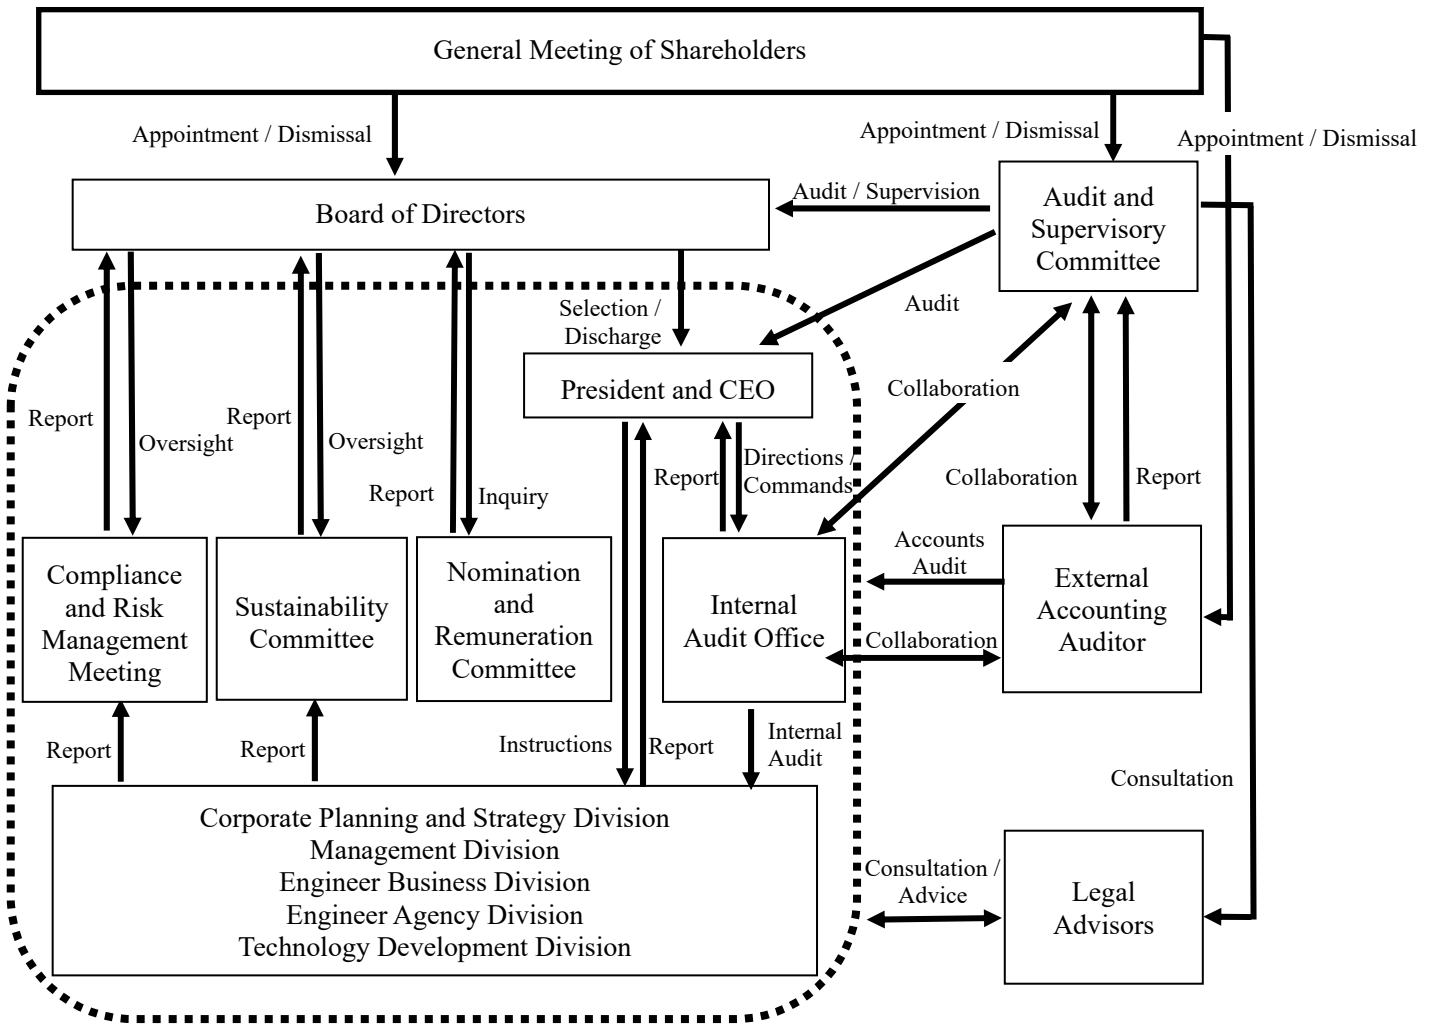 General Meeting of Shareholders
Appointment / Dismissal
Appointment / Dismissal
Appointment / Dismissal
Board of Directors
Audit / Supervision
Audit and
Supervisory
Committee
Selection /
Discharge
Audit
President and CEO
Collaboration
Report
Oversight
Report
Oversight
Report
Inquiry
Report
Directions /
Commands
Collaboration
Report
Compliance
and Risk
Management
Meeting
Sustainability
Committee
Nomination
and
Remuneration
Committee
Internal
Audit Office
Accounts
Audit
Collaboration
External
Accounting
Auditor
Report
Report
Instructions
Report
Internal
Audit
Consultation
Corporate Planning and Strategy Division
Management Division
Engineer Business Division
Engineer Agency Division
Technology Development Division
Consultation /
Advice
Legal
Advisors